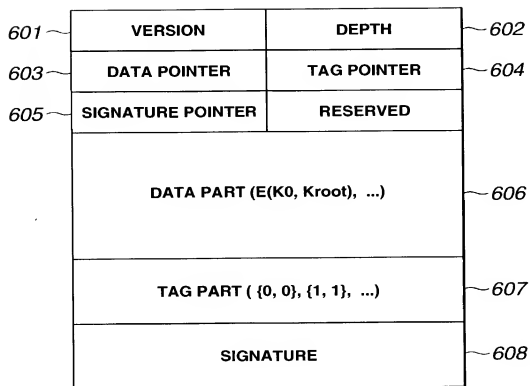 601 VERSION DEPTH 602
603 DATA POINTER TAG POINTER 604
605 SIGNATURE POINTER RESERVED
DATA PART (E(K0, Kroot), ...) 606
TAG PART ( {0, 0}, {1, 1}, ...) 607
SIGNATURE 608